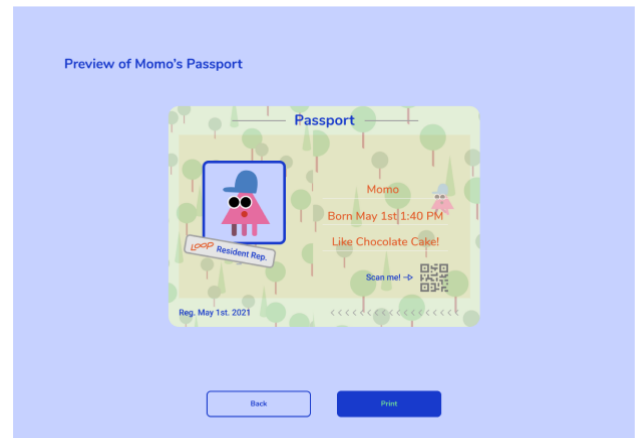 Preview of Momo's Passport
Passport
Momo
Born May 1st 1:40 PM
Like Chocolate Cake!
Loop Resident Rep.
Scan me!
Reg. May 1st. 2021
<<<<<<<<<<<<<<<<<<
Back
Print